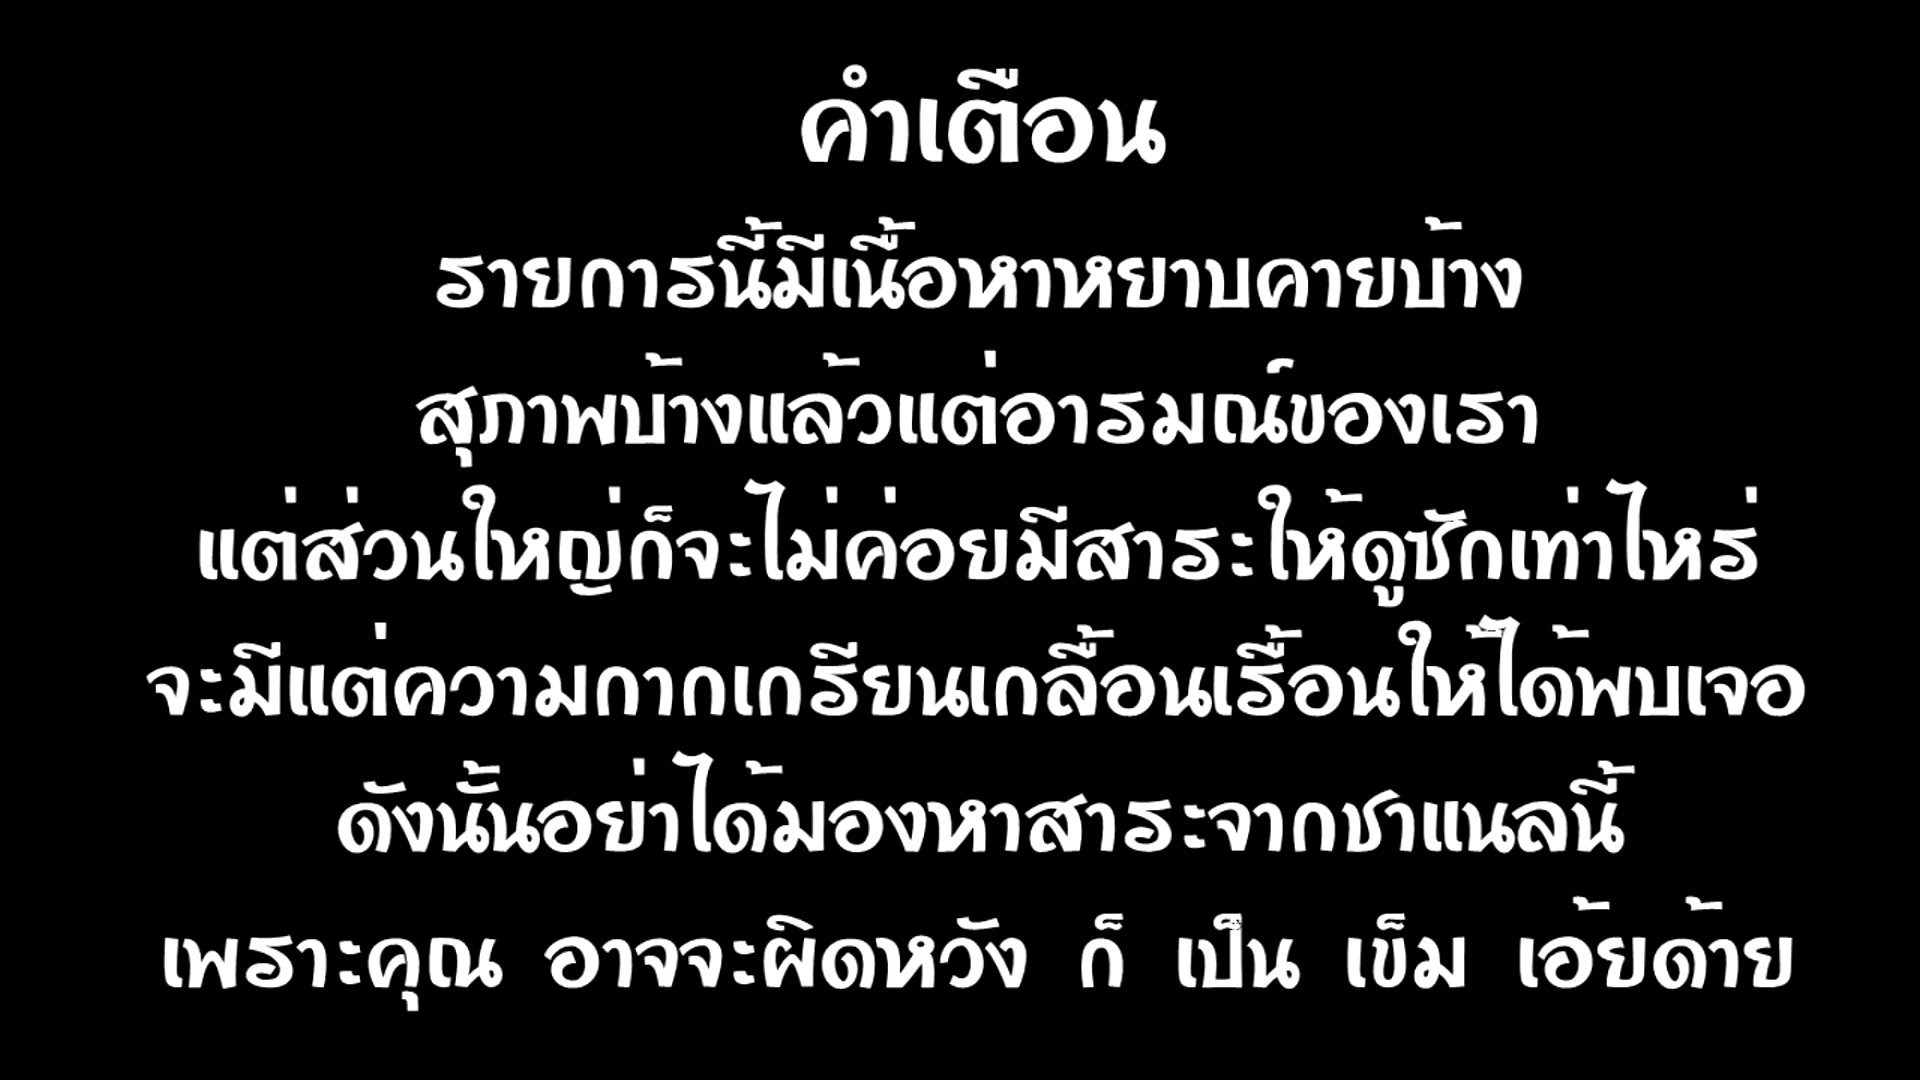 คำเตือน
รายการนี้มีเนื้อหาหยาบคายบ้าง
สุภาพบ้างแล้วแต่อารมณ์ของเรา
แต่ส่วนใหญ่ก็จะไม่ค่อยมีสาระให้ดูซักเท่าไหร่
จะมีแต่ความกากเกรียนเกลื้อนเรื้อนให้ได้พบเจอ
ดังนั้นอย่าได้มองหาสาระจากชาแนลนี้
เพราะคุณ อาจจะผิดหวัง ก็ เป็น เข็ม เอ้ยด้าย